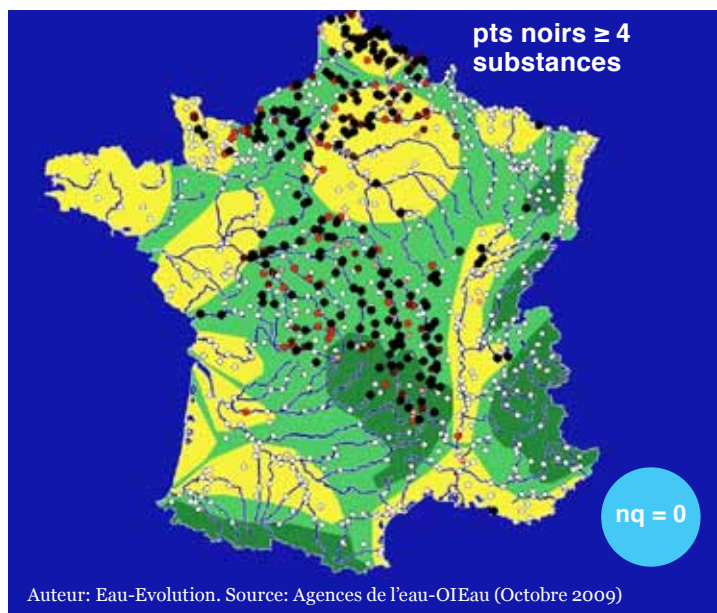 pts noirs ≥ 4
substances
nq = 0
Auteur: Eau-Evolution. Source: Agences de l'eau-OIEau (Octobre 2009)